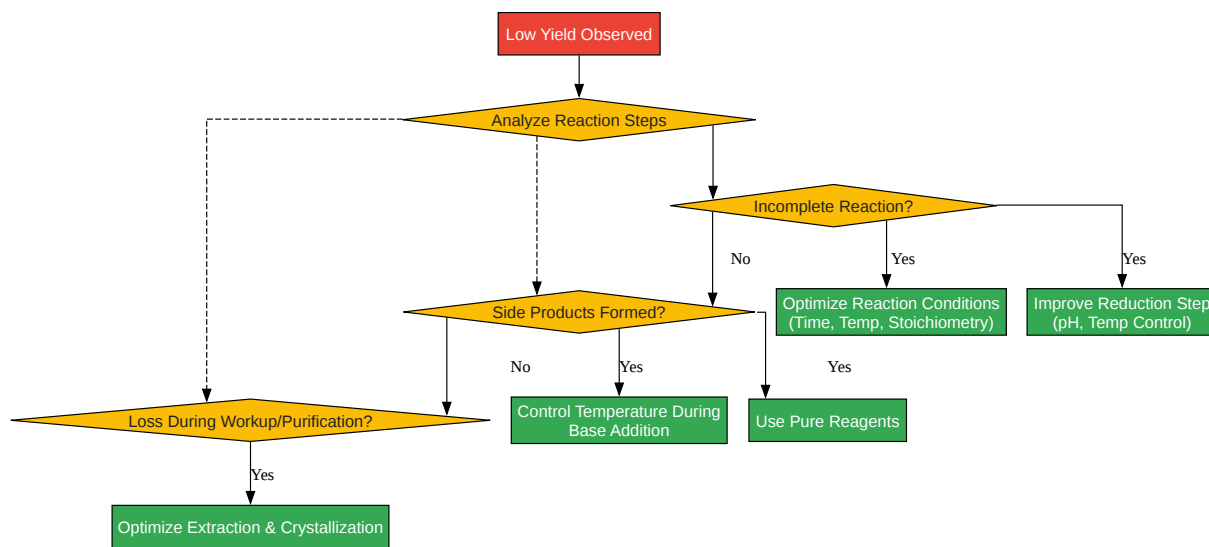 Low Yield Observed
Analyze Reaction Steps
Incomplete Reaction?
No
Yes
Yes
Optimize Reaction Conditions
(Time, Temp, Stoichiometry)
Improve Reduction Step
(pH, Temp Control)
Side Products Formed?
No
Yes
Yes
Control Temperature During
Base Addition
Use Pure Reagents
Loss During Workup/Purification?
Yes
Optimize Extraction & Crystallization